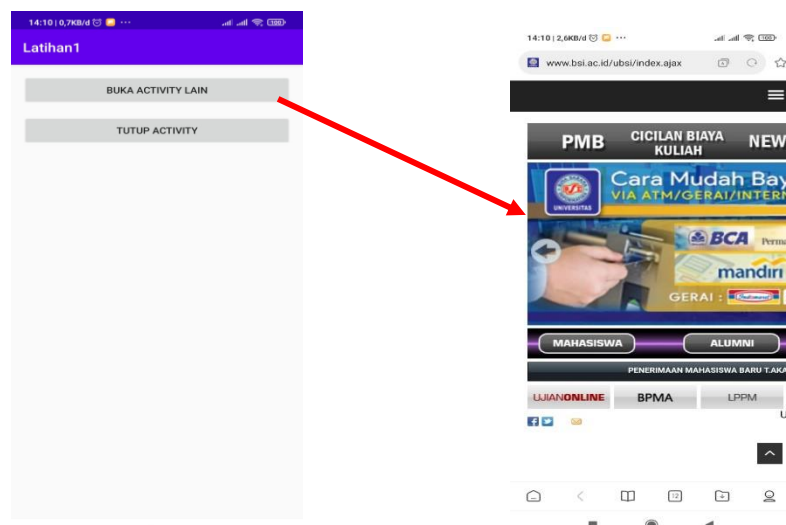 14:10 | 0,7KB/d
Latihan1
BUKA ACTIVITY LAIN
TUTUP ACTIVITY
14:10 | 2,6KB/d
www.bsi.ac.id/ubsi/index.ajax
PMB
CICILAN BIAYA
KULIAH
NEW
UNIVERSITAS
Cara Mudah Bay
VIA ATM/GERAI/INTERN
BCA
Perma
mandiri
GERAI :
Indomaret
MAHASISWA
ALUMNI
PENERIMAAN MAHASISWA BARU T.AKA
UJIANONLINE
BPMA
LPPM
U
12